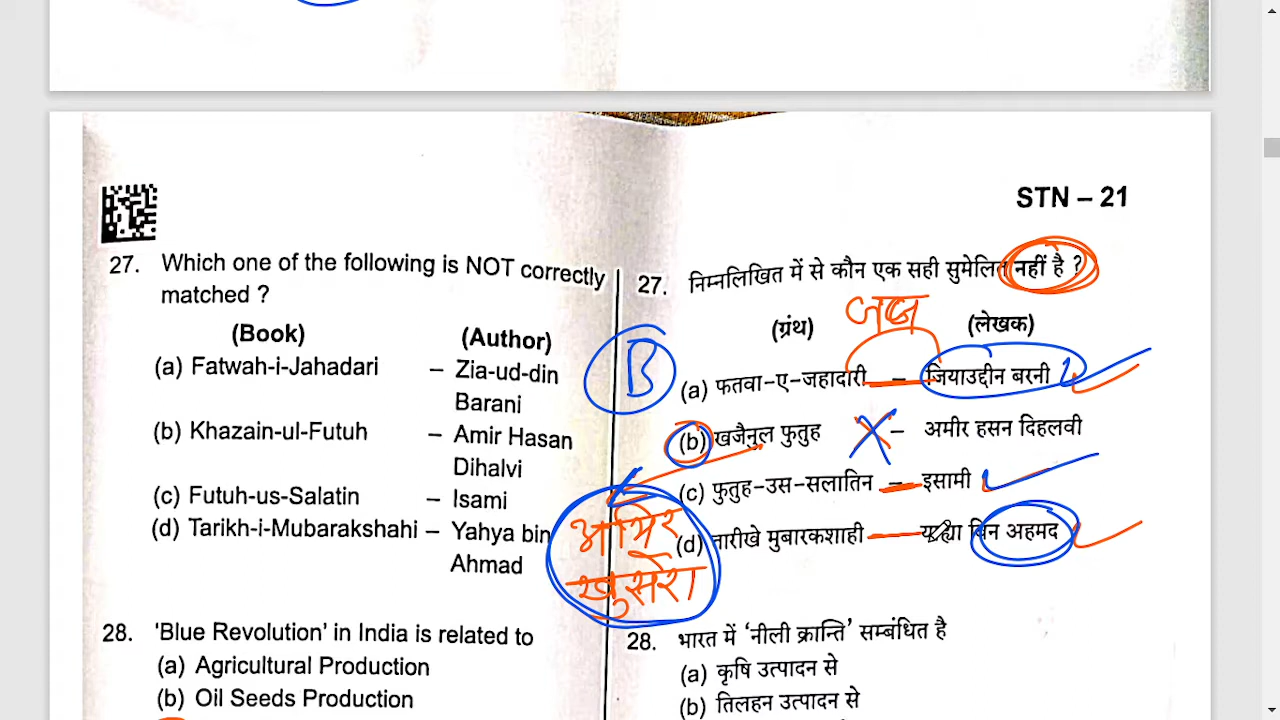 STN – 21
27. Which one of the following is NOT correctly
matched ?
(Book) (Author)
(a) Fatwah-i-Jahadari – Zia-ud-din
Barani
(b) Khazain-ul-Futuh – Amir Hasan
Dihalvi
(c) Futuh-us-Salatin – Isami
(d) Tarikh-i-Mubarakshahi – Yahya bin
Ahmad
28. 'Blue Revolution' in India is related to
(a) Agricultural Production
(b) Oil Seeds Production
B
27. निम्नलिखित में से कौन एक सही सुमेलित नहीं है ?
(ग्रंथ) (लेखक)
(a) फतवा-ए-जहादारी – जियाउद्दीन बरनी
(b) खजैनुल फुतुह – अमीर हसन दिहलवी
(c) फुतुह-उस-सलातिन – इसामी
(d) तारीखे मुबारकशाही बिन अहमद
अमिर
खुसरो
28. भारत में 'नीली क्रान्ति' सम्बंधित है
(a) कृषि उत्पादन से
(b) तिलहन उत्पादन से